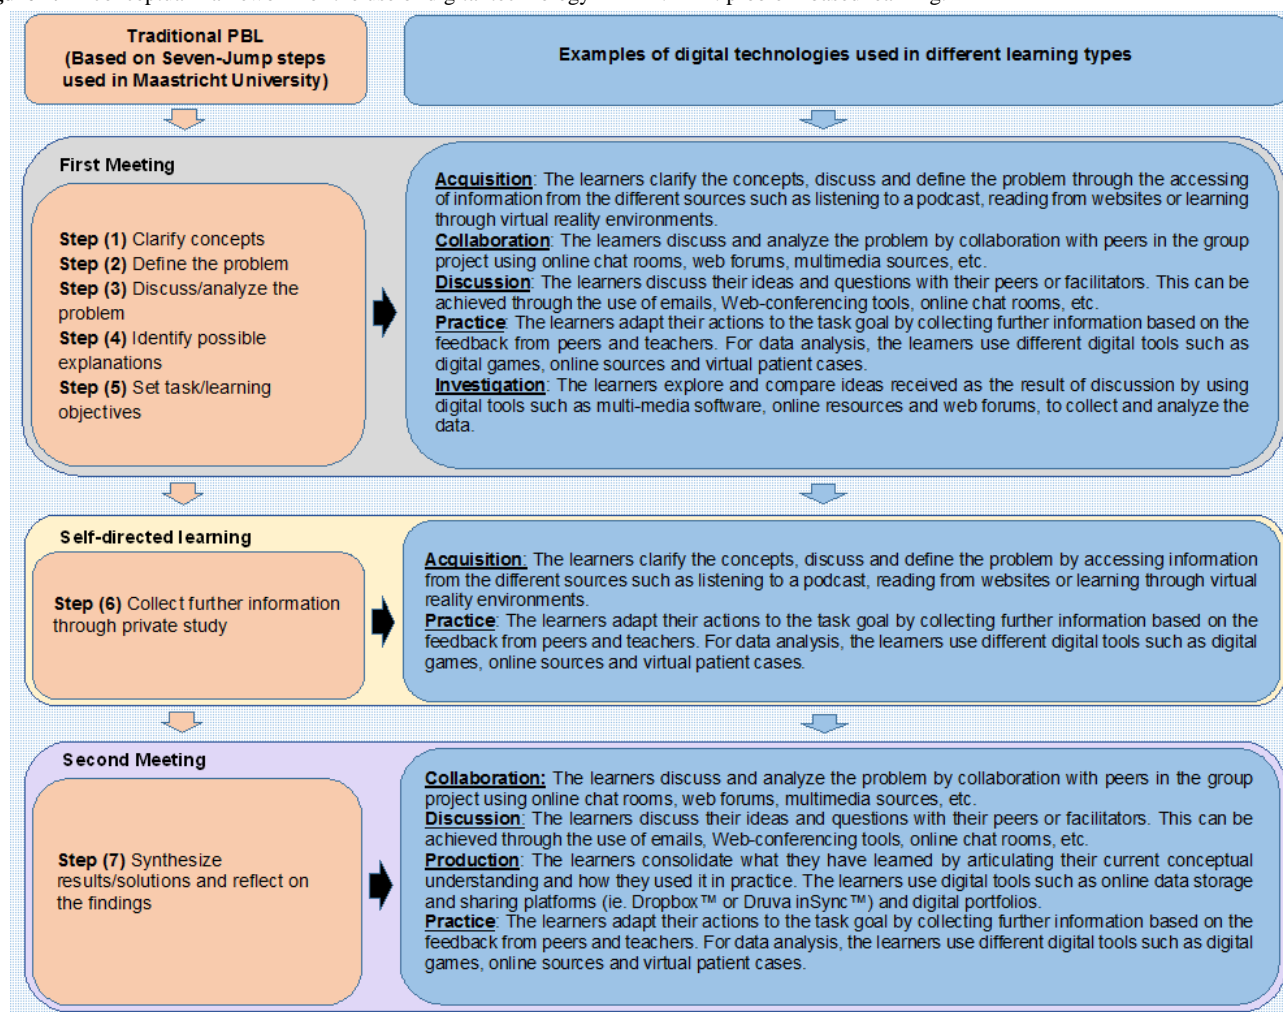 Traditional PBL
(Based on Seven-Jump steps
used in Maastricht University)
Examples of digital technologies used in different learning types
First Meeting
Step (1) Clarify concepts
Step (2) Define the problem
Step (3) Discuss/analyze the
problem
Step (4) Identify possible
explanations
Step (5) Set task/learning
objectives
Acquisition: The learners clarify the concepts, discuss and define the problem through the accessing
of information from the different sources such as listening to a podcast, reading from websites or learning
through virtual reality environments.
Collaboration: The learners discuss and analyze the problem by collaboration with peers in the group
project using online chat rooms, web forums, multimedia sources, etc.
Discussion: The learners discuss their ideas and questions with their peers or facilitators. This can be
achieved through the use of emails, Web-conferencing tools, online chat rooms, etc.
Practice: The learners adapt their actions to the task goal by collecting further information based on the
feedback from peers and teachers. For data analysis, the learners use different digital tools such as
digital games, online sources and virtual patient cases.
Investigation: The learners explore and compare ideas received as the result of discussion by using
digital tools such as multi-media software, online resources and web forums, to collect and analyze the
data.
Self-directed learning
Step (6) Collect further information
through private study
Acquisition: The learners clarify the concepts, discuss and define the problem by accessing information
from the different sources such as listening to a podcast, reading from websites or learning through virtual
reality environments.
Practice: The learners adapt their actions to the task goal by collecting further information based on the
feedback from peers and teachers. For data analysis, the learners use different digital tools such as digital
games, online sources and virtual patient cases.
Second Meeting
Step (7) Synthesize
results/solutions and reflect on
the findings
Collaboration: The learners discuss and analyze the problem by collaboration with peers in the group
project using online chat rooms, web forums, multimedia sources, etc.
Discussion: The learners discuss their ideas and questions with their peers or facilitators. This can be
achieved through the use of emails, Web-conferencing tools, online chat rooms, etc.
Production: The learners consolidate what they have learned by articulating their current conceptual
understanding and how they used it in practice. The learners use digital tools such as online data storage
and sharing platforms (ie. Dropbox™ or Druva inSync™) and digital portfolios.
Practice: The learners adapt their actions to the task goal by collecting further information based on the
feedback from peers and teachers. For data analysis, the learners use different digital tools such as digital
games, online sources and virtual patient cases.